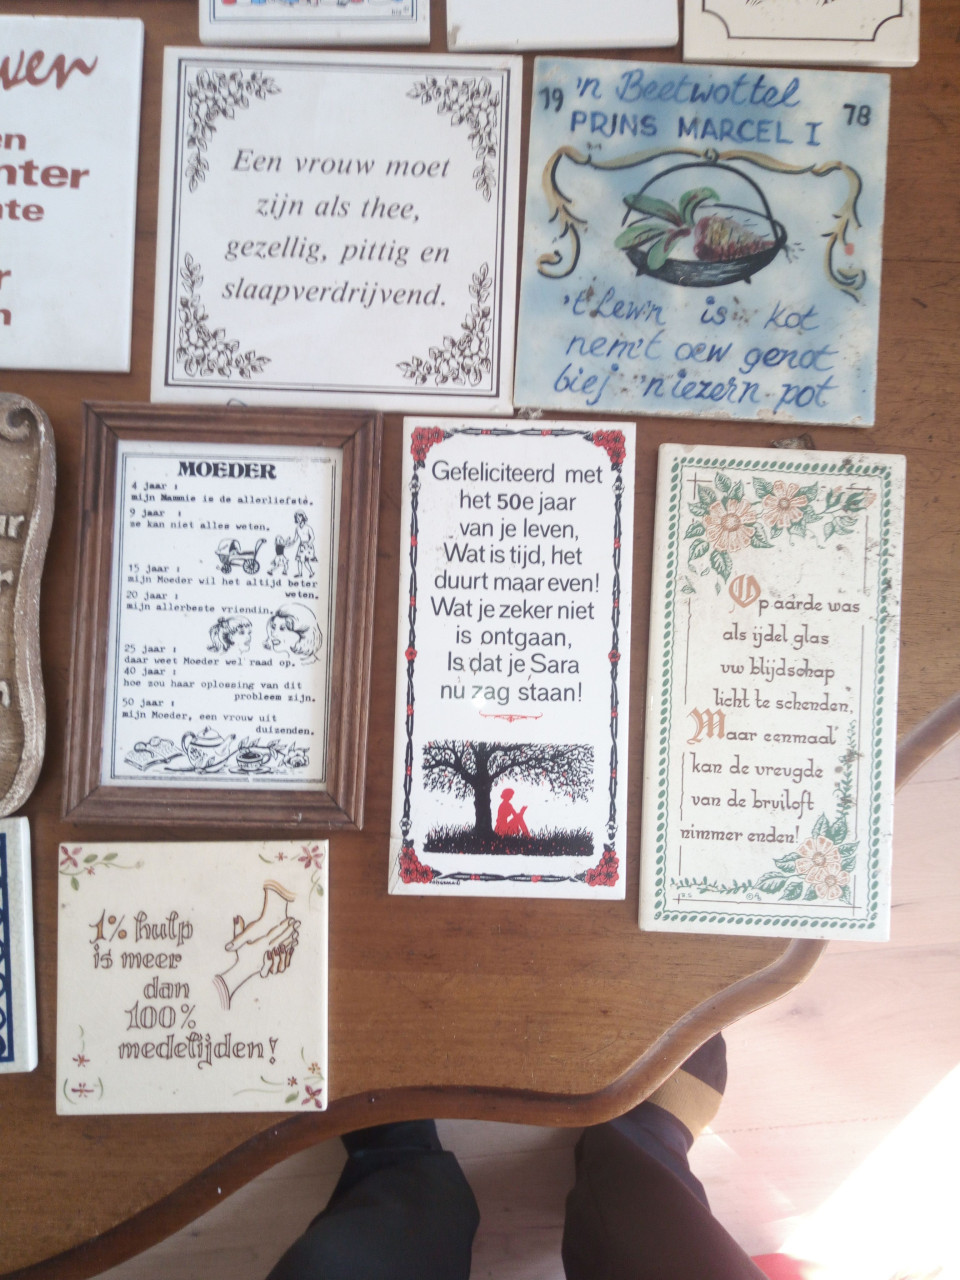 en
nte
Een vrouw moet
zijn als thee,
gezellig, pittig en
slaapverdrijvend.
'n Beetwottel
19 78
PRINS MARCEL I
't Lew'n is kot
nem't oew genot
biej 'n iezern pot
MOEDER
4 jaar :
mijn Mammie is de allerliefste.
9 jaar :
ze kan niet alles weten.
15 jaar :
mijn Moeder wil het altijd beter
weten.
20 jaar :
mijn allerbeste vriendin.
25 jaar :
daar weet Moeder wel raad op.
40 jaar :
hoe zou haar oplossing van dit
probleem zijn.
50 jaar :
mijn Moeder, een vrouw uit
duizenden.
Gefeliciteerd met
het 50e jaar
van je leven,
Wat is tijd, het
duurt maar even!
Wat je zeker niet
is ontgaan,
Is dat je Sara
nu zag staan!
Op aarde was
als ijdel glas
uw blijdschap
licht te schenden,
Maar eenmaal
kan de vreugde
van de bruiloft
nimmer enden!
1% hulp
is meer
dan
100%
medelijden!